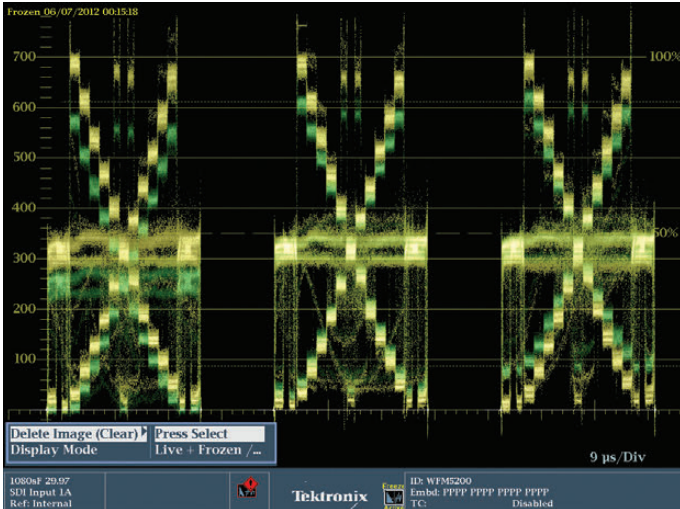 Frozen 06/07/2012 00:15:18
700
100%
600
500
400
50%
300
200
100
Delete Image (Clear) Press Select
Display Mode Live + Frozen /...
9 µs/Div
1080sF 29.97
SDI Input 1A
Ref: Internal
Tektronix
Freeze
ID: WFM5200
Embd: PPPP PPPP PPPP PPPP
TC: Disabled